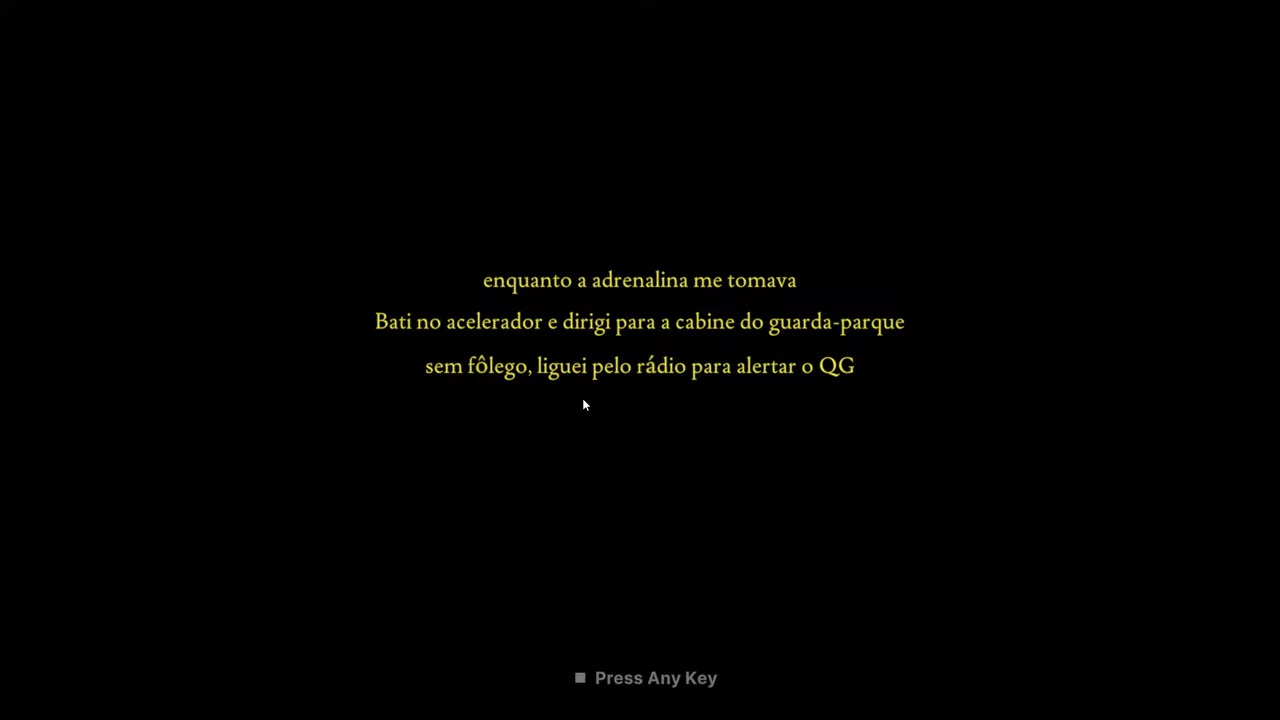 enquanto a adrenalina me tomava
Bati no acelerador e dirigi para a cabine do guarda-parque
sem fôlego, liguei pelo rádio para alertar o QG
Press Any Key